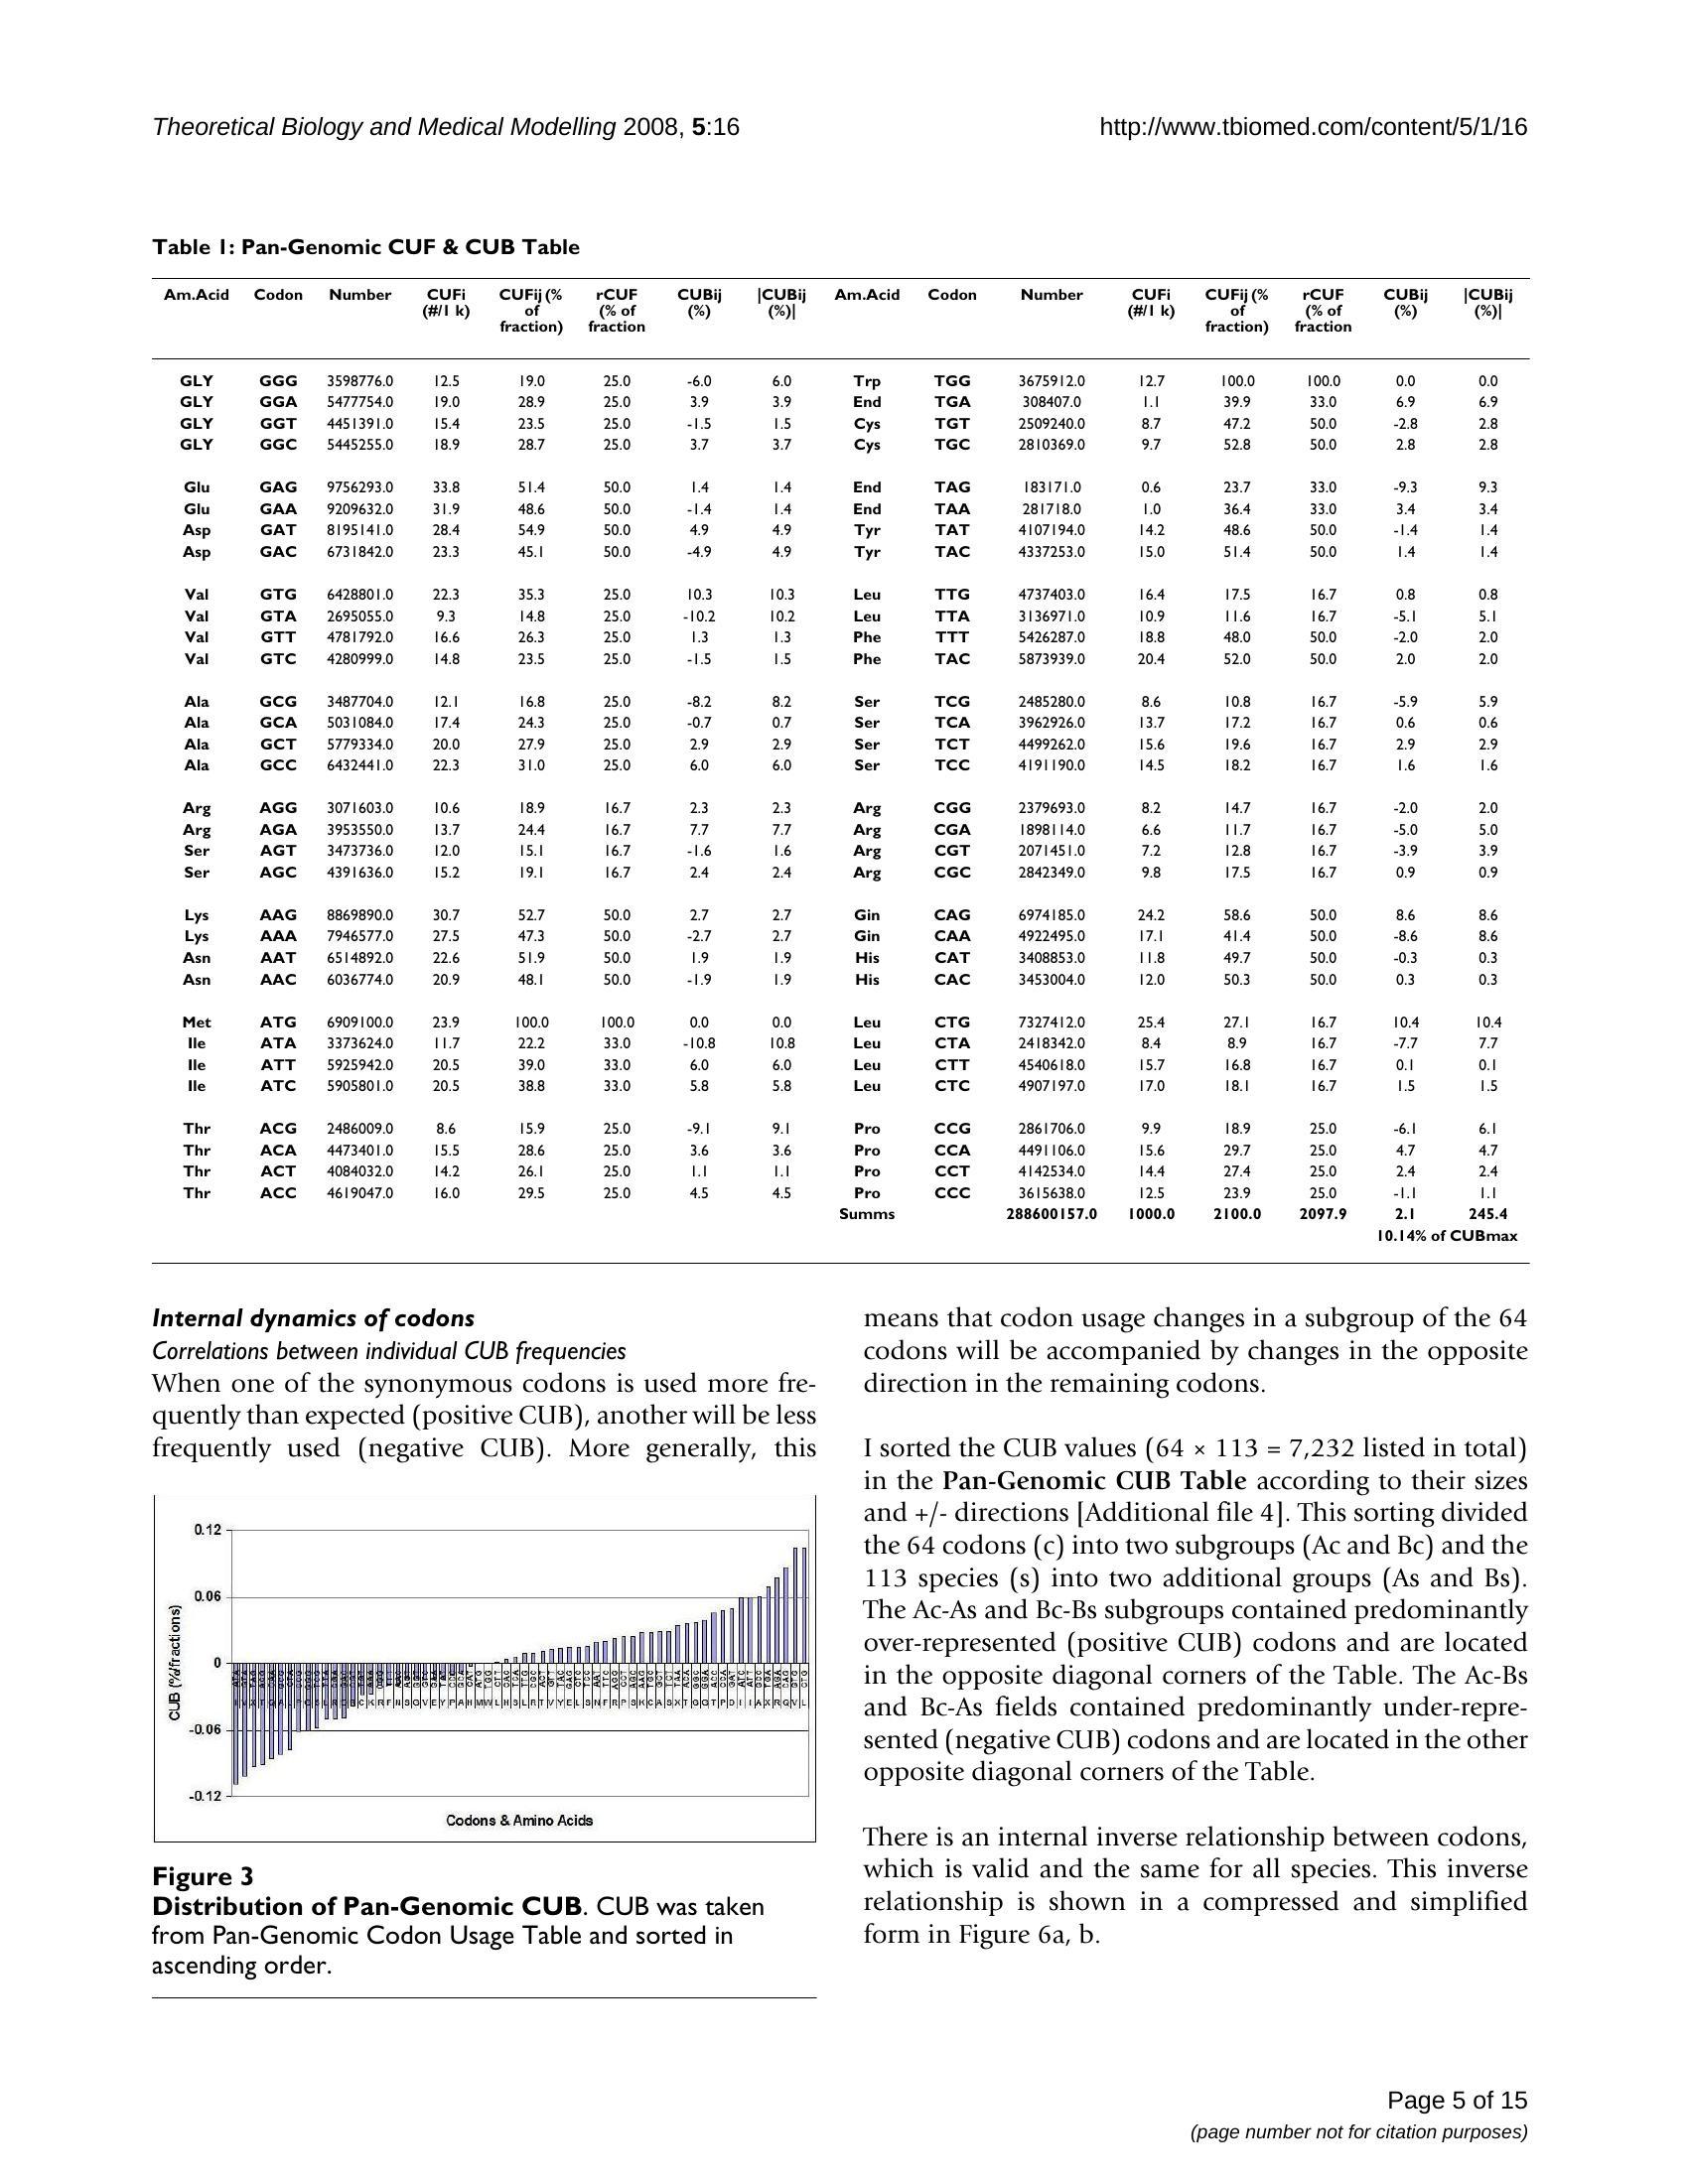 Theoretical Biology and Medical Modelling 2008, 5:16 http://www.tbiomed.com/content/5/1/16
Table 1: Pan-Genomic CUF & CUB Table
Am.Acid Codon Number CUFi (#/1 k) CUFij (% of fraction) rCUF (% of fraction CUBij (%) |CUBij (%)| Am.Acid Codon Number CUFi (#/1 k) CUFij (% of fraction) rCUF (% of fraction CUBij (%) |CUBij (%)|
GLY GGG 3598776.0 12.5 19.0 25.0 -6.0 6.0 Trp TGG 3675912.0 12.7 100.0 100.0 0.0 0.0
GLY GGA 5477754.0 19.0 28.9 25.0 3.9 3.9 End TGA 308407.0 1.1 39.9 33.0 6.9 6.9
GLY GGT 4451391.0 15.4 23.5 25.0 -1.5 1.5 Cys TGT 2509240.0 8.7 47.2 50.0 -2.8 2.8
GLY GGC 5445255.0 18.9 28.7 25.0 3.7 3.7 Cys TGC 2810369.0 9.7 52.8 50.0 2.8 2.8
Glu GAG 9756293.0 33.8 51.4 50.0 1.4 1.4 End TAG 183171.0 0.6 23.7 33.0 -9.3 9.3
Glu GAA 9209632.0 31.9 48.6 50.0 -1.4 1.4 End TAA 281718.0 1.0 36.4 33.0 3.4 3.4
Asp GAT 8195141.0 28.4 54.9 50.0 4.9 4.9 Tyr TAT 4107194.0 14.2 48.6 50.0 -1.4 1.4
Asp GAC 6731842.0 23.3 45.1 50.0 -4.9 4.9 Tyr TAC 4337253.0 15.0 51.4 50.0 1.4 1.4
Val GTG 6428801.0 22.3 35.3 25.0 10.3 10.3 Leu TTG 4737403.0 16.4 17.5 16.7 0.8 0.8
Val GTA 2695055.0 9.3 14.8 25.0 -10.2 10.2 Leu TTA 3136971.0 10.9 11.6 16.7 -5.1 5.1
Val GTT 4781792.0 16.6 26.3 25.0 1.3 1.3 Phe TTT 5426287.0 18.8 48.0 50.0 -2.0 2.0
Val GTC 4280999.0 14.8 23.5 25.0 -1.5 1.5 Phe TAC 5873939.0 20.4 52.0 50.0 2.0 2.0
Ala GCG 3487704.0 12.1 16.8 25.0 -8.2 8.2 Ser TCG 2485280.0 8.6 10.8 16.7 -5.9 5.9
Ala GCA 5031084.0 17.4 24.3 25.0 -0.7 0.7 Ser TCA 3962926.0 13.7 17.2 16.7 0.6 0.6
Ala GCT 5779334.0 20.0 27.9 25.0 2.9 2.9 Ser TCT 4499262.0 15.6 19.6 16.7 2.9 2.9
Ala GCC 6432441.0 22.3 31.0 25.0 6.0 6.0 Ser TCC 4191190.0 14.5 18.2 16.7 1.6 1.6
Arg AGG 3071603.0 10.6 18.9 16.7 2.3 2.3 Arg CGG 2379693.0 8.2 14.7 16.7 -2.0 2.0
Arg AGA 3953550.0 13.7 24.4 16.7 7.7 7.7 Arg CGA 1898114.0 6.6 11.7 16.7 -5.0 5.0
Ser AGT 3473736.0 12.0 15.1 16.7 -1.6 1.6 Arg CGT 2071451.0 7.2 12.8 16.7 -3.9 3.9
Ser AGC 4391636.0 15.2 19.1 16.7 2.4 2.4 Arg CGC 2842349.0 9.8 17.5 16.7 0.9 0.9
Lys AAG 8869890.0 30.7 52.7 50.0 2.7 2.7 Gin CAG 6974185.0 24.2 58.6 50.0 8.6 8.6
Lys AAA 7946577.0 27.5 47.3 50.0 -2.7 2.7 Gin CAA 4922495.0 17.1 41.4 50.0 -8.6 8.6
Asn AAT 6514892.0 22.6 51.9 50.0 1.9 1.9 His CAT 3408853.0 11.8 49.7 50.0 -0.3 0.3
Asn AAC 6036774.0 20.9 48.1 50.0 -1.9 1.9 His CAC 3453004.0 12.0 50.3 50.0 0.3 0.3
Met ATG 6909100.0 23.9 100.0 100.0 0.0 0.0 Leu CTG 7327412.0 25.4 27.1 16.7 10.4 10.4
Ile ATA 3373624.0 11.7 22.2 33.0 -10.8 10.8 Leu CTA 2418342.0 8.4 8.9 16.7 -7.7 7.7
Ile ATT 5925942.0 20.5 39.0 33.0 6.0 6.0 Leu CTT 4540618.0 15.7 16.8 16.7 0.1 0.1
Ile ATC 5905801.0 20.5 38.8 33.0 5.8 5.8 Leu CTC 4907197.0 17.0 18.1 16.7 1.5 1.5
Thr ACG 2486009.0 8.6 15.9 25.0 -9.1 9.1 Pro CCG 2861706.0 9.9 18.9 25.0 -6.1 6.1
Thr ACA 4473401.0 15.5 28.6 25.0 3.6 3.6 Pro CCA 4491106.0 15.6 29.7 25.0 4.7 4.7
Thr ACT 4084032.0 14.2 26.1 25.0 1.1 1.1 Pro CCT 4142534.0 14.4 27.4 25.0 2.4 2.4
Thr ACC 4619047.0 16.0 29.5 25.0 4.5 4.5 Pro CCC 3615638.0 12.5 23.9 25.0 -1.1 1.1
Summs 288600157.0 1000.0 2100.0 2097.9 2.1 245.4
10.14% of CUBmax
Internal dynamics of codons
Correlations between individual CUB frequencies
When one of the synonymous codons is used more fre-
quently than expected (positive CUB), another will be less
frequently used (negative CUB). More generally, this
0.12
0.06
0
-0.06
-0.12
CUB (%/fractions)
Codons & Amino Acids
Figure 3
Distribution of Pan-Genomic CUB. CUB was taken
from Pan-Genomic Codon Usage Table and sorted in
ascending order.
means that codon usage changes in a subgroup of the 64
codons will be accompanied by changes in the opposite
direction in the remaining codons.
I sorted the CUB values (64 × 113 = 7,232 listed in total)
in the Pan-Genomic CUB Table according to their sizes
and +/- directions [Additional file 4]. This sorting divided
the 64 codons (c) into two subgroups (Ac and Bc) and the
113 species (s) into two additional groups (As and Bs).
The Ac-As and Bc-Bs subgroups contained predominantly
over-represented (positive CUB) codons and are located
in the opposite diagonal corners of the Table. The Ac-Bs
and Bc-As fields contained predominantly under-repre-
sented (negative CUB) codons and are located in the other
opposite diagonal corners of the Table.
There is an internal inverse relationship between codons,
which is valid and the same for all species. This inverse
relationship is shown in a compressed and simplified
form in Figure 6a, b.
Page 5 of 15
(page number not for citation purposes)